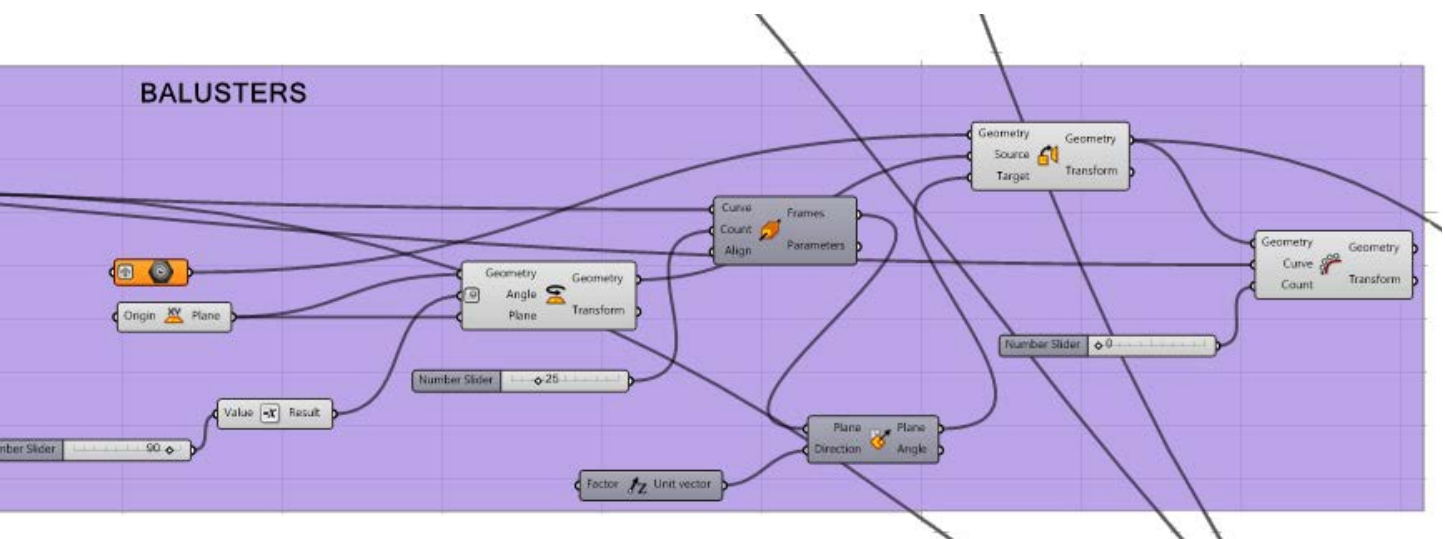 BALUSTERS
Geometry Geometry
Source
Target Transform
Curve Frames
Count
Align Parameters
Geometry Geometry
Curve
Count Transform
Geometry Geometry
Angle
Plane Transform
Origin XY Plane
Number Slider 0
Number Slider 25
Value -x Result
mber Slider 90
Plane Plane
Direction Angle
Factor Z Unit vector